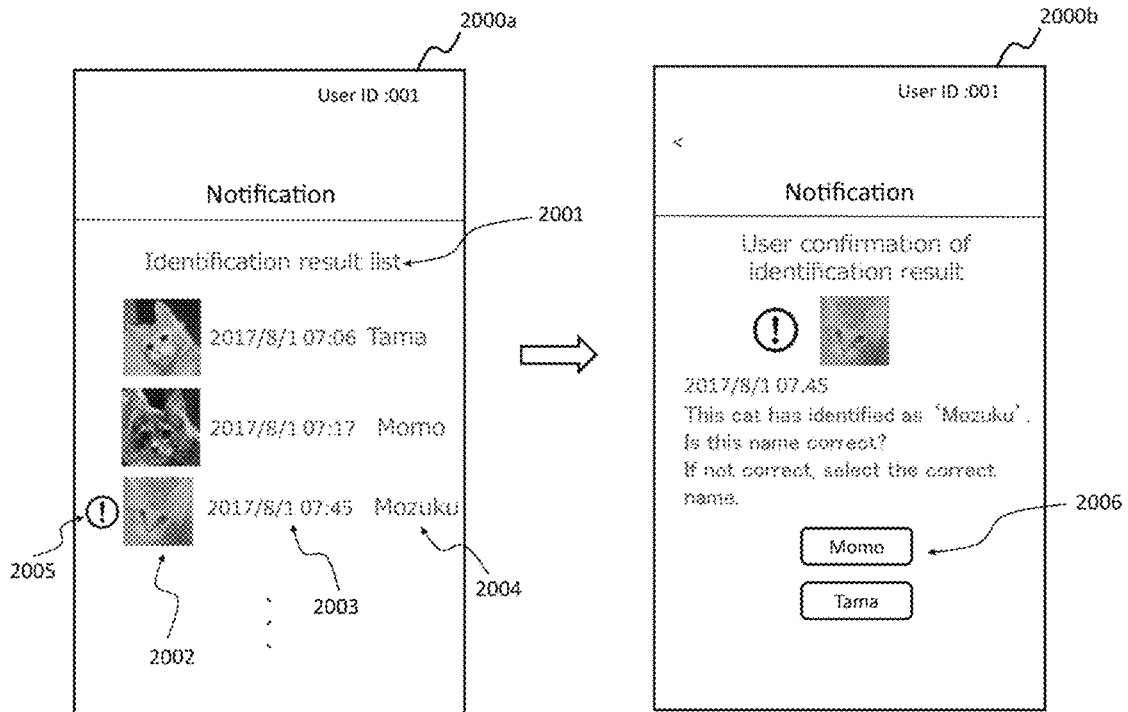 2000a
User ID :001
Notification
2001
Identification result list
2017/8/1 07:06 Tama
2017/8/1 07:17 Momo
! 2017/8/1 07:45 Mozuku
2005
2002
2003
2004
2000b
User ID :001
<
Notification
User confirmation of
identification result
!
2017/8/1 07.45
This cat has identified as ‘Mozuku’.
Is this name correct?
If not correct, select the correct
name.
2006
Momo
Tama